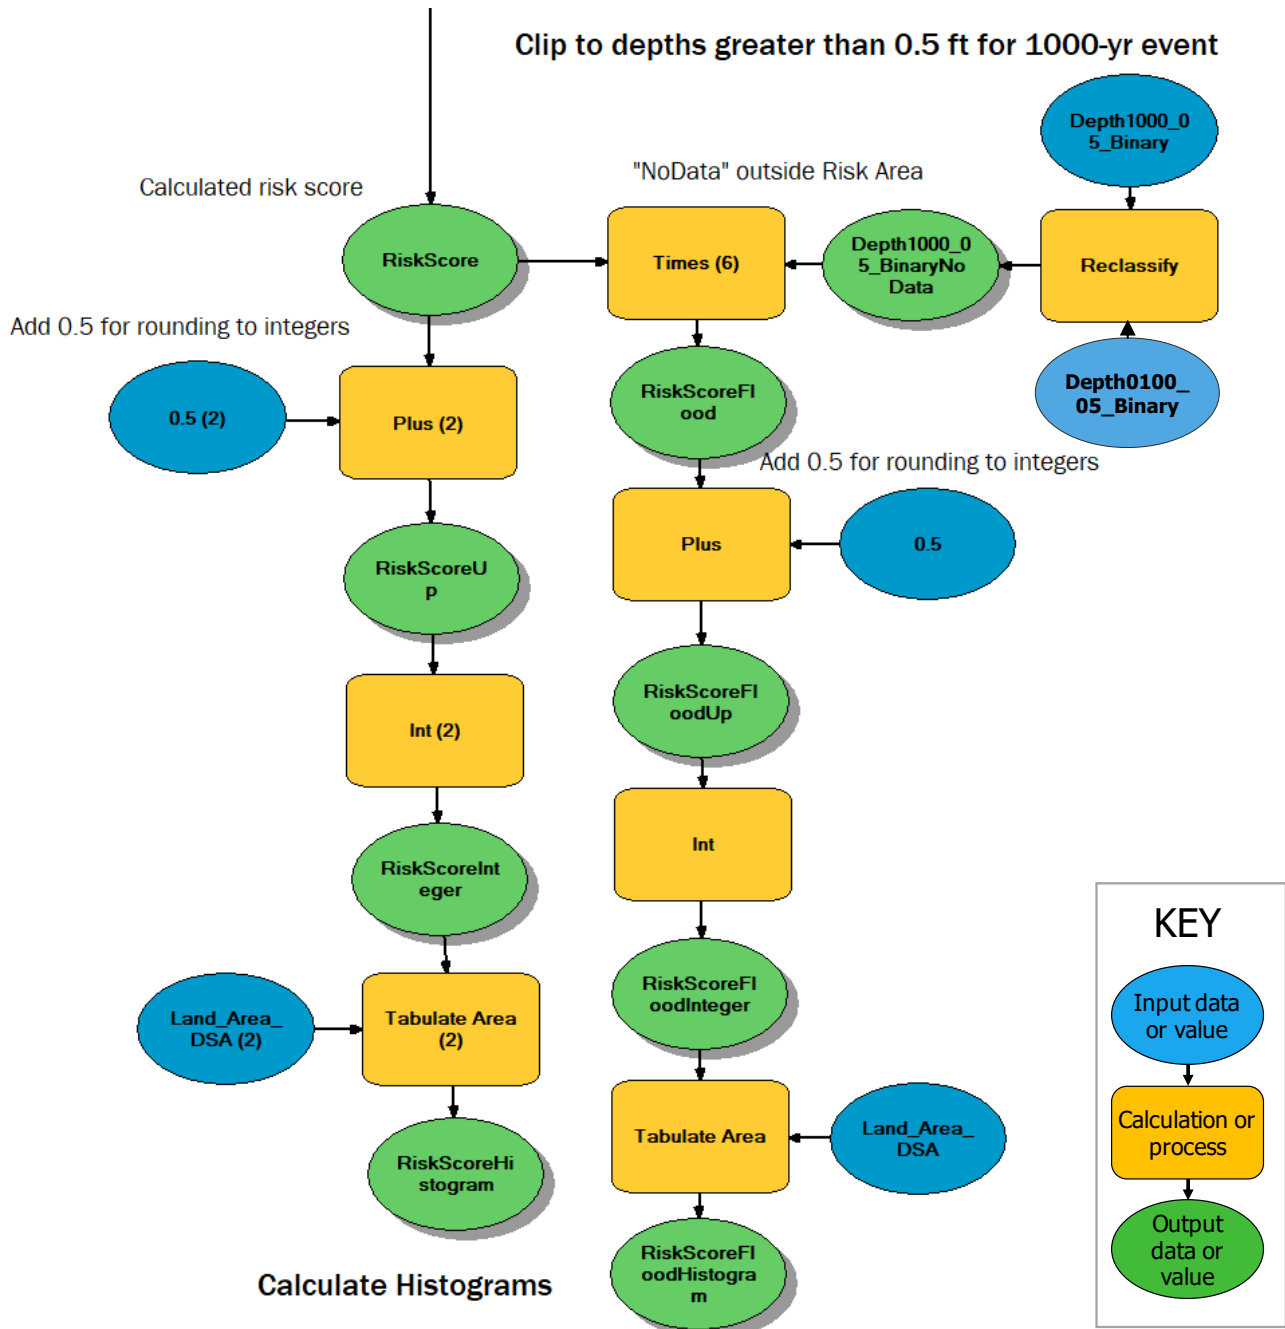 Clip to depths greater than 0.5 ft for 1000-yr event
Depth1000_0
5_Binary
"NoData" outside Risk Area
Calculated risk score
RiskScore
Times (6)
Depth1000_0
5_BinaryNo
Data
Reclassify
Add 0.5 for rounding to integers
0.5 (2)
Plus (2)
RiskScoreFl
ood
Depth0100_
05_Binary
Add 0.5 for rounding to integers
Plus
0.5
RiskScoreU
p
RiskScoreFl
oodUp
Int (2)
Int
RiskScoreInt
eger
RiskScoreFl
oodInteger
Land_Area_
DSA (2)
Tabulate Area
(2)
Tabulate Area
Land_Area_
DSA
RiskScoreHi
stogram
RiskScoreFl
oodHistogra
m
Calculate Histograms
KEY
Input data
or value
Calculation or
process
Output
data or
value